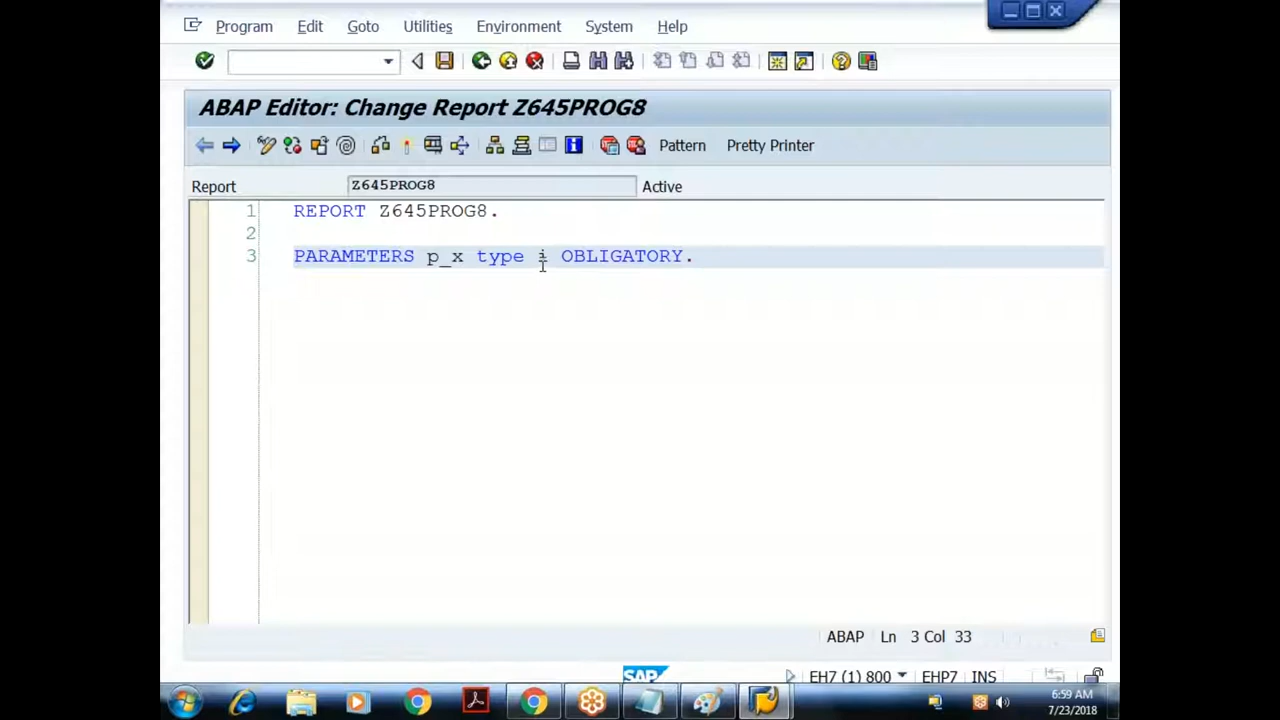 Program Edit Goto Utilities Environment System Help
ABAP Editor: Change Report Z645PROG8
Pattern Pretty Printer
Report Z645PROG8 Active
1 REPORT Z645PROG8.
2
3 PARAMETERS p_x type i OBLIGATORY.
ABAP Ln 3 Col 33
SAP EH7 (1) 800 EHP7 INS
6:59 AM
7/23/2018